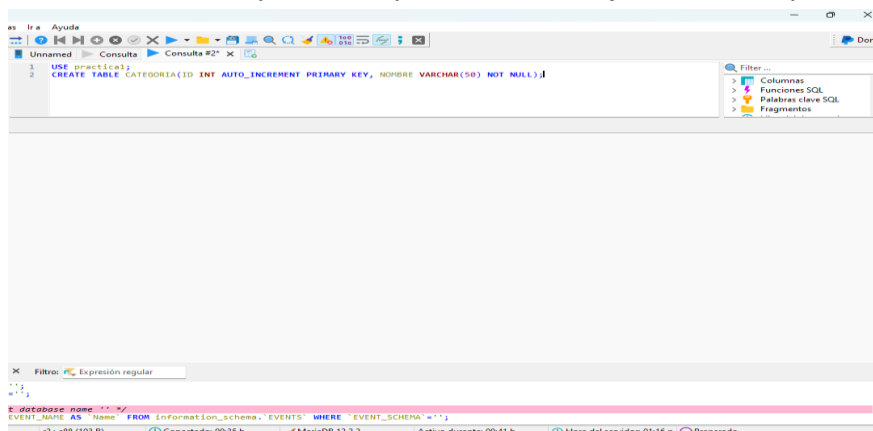 as Ir a Ayuda
Don
Unnamed Consulta Consulta #2*
1 USE practica1;
2 CREATE TABLE CATEGORIA(ID INT AUTO_INCREMENT PRIMARY KEY, NOMBRE VARCHAR(50) NOT NULL);
Filter ...
Columnas
Funciones SQL
Palabras clave SQL
Fragmentos
Filtro: Expresión regular
'';
=''; 
t database name '' */
EVENT_NAME AS `Name` FROM information_schema.`EVENTS` WHERE `EVENT_SCHEMA`='';